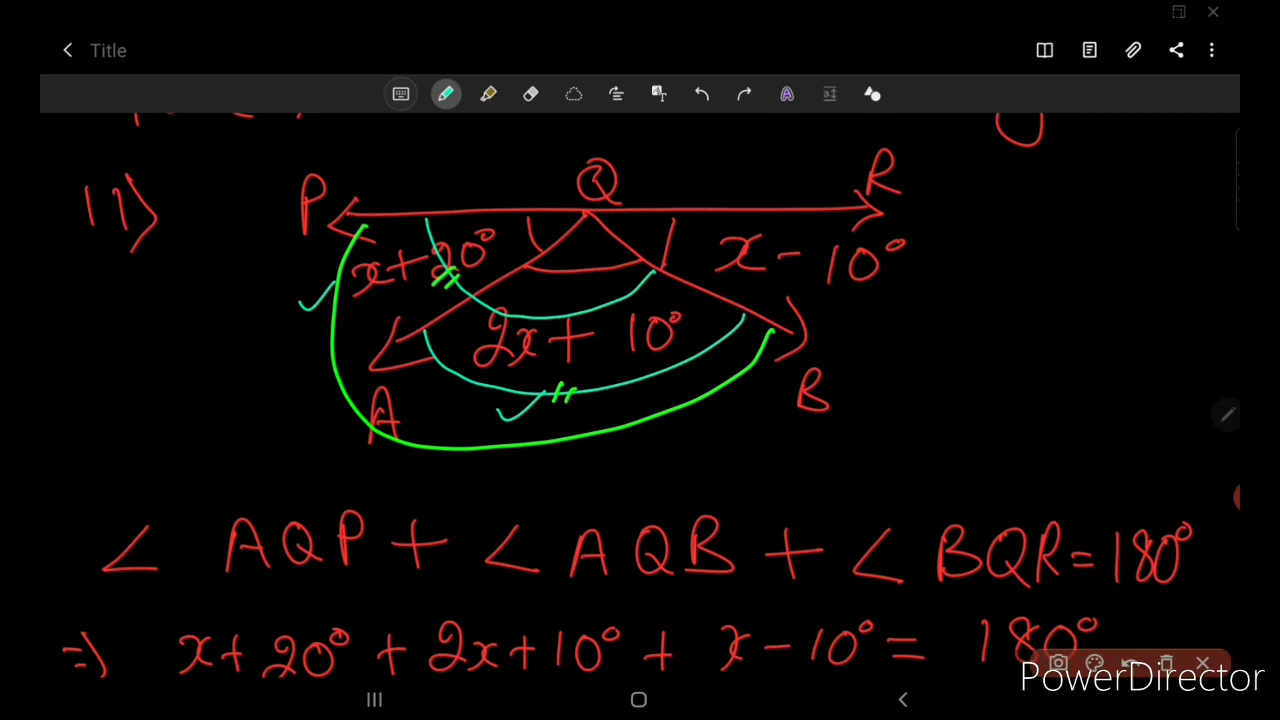 Title
11)
P Q R
x+20° x-10°
2x+10°
A B
∠AQP+∠AQB+∠BQR=180°
⇒ x+20°+2x+10°+x-10°=180°
PowerDirector